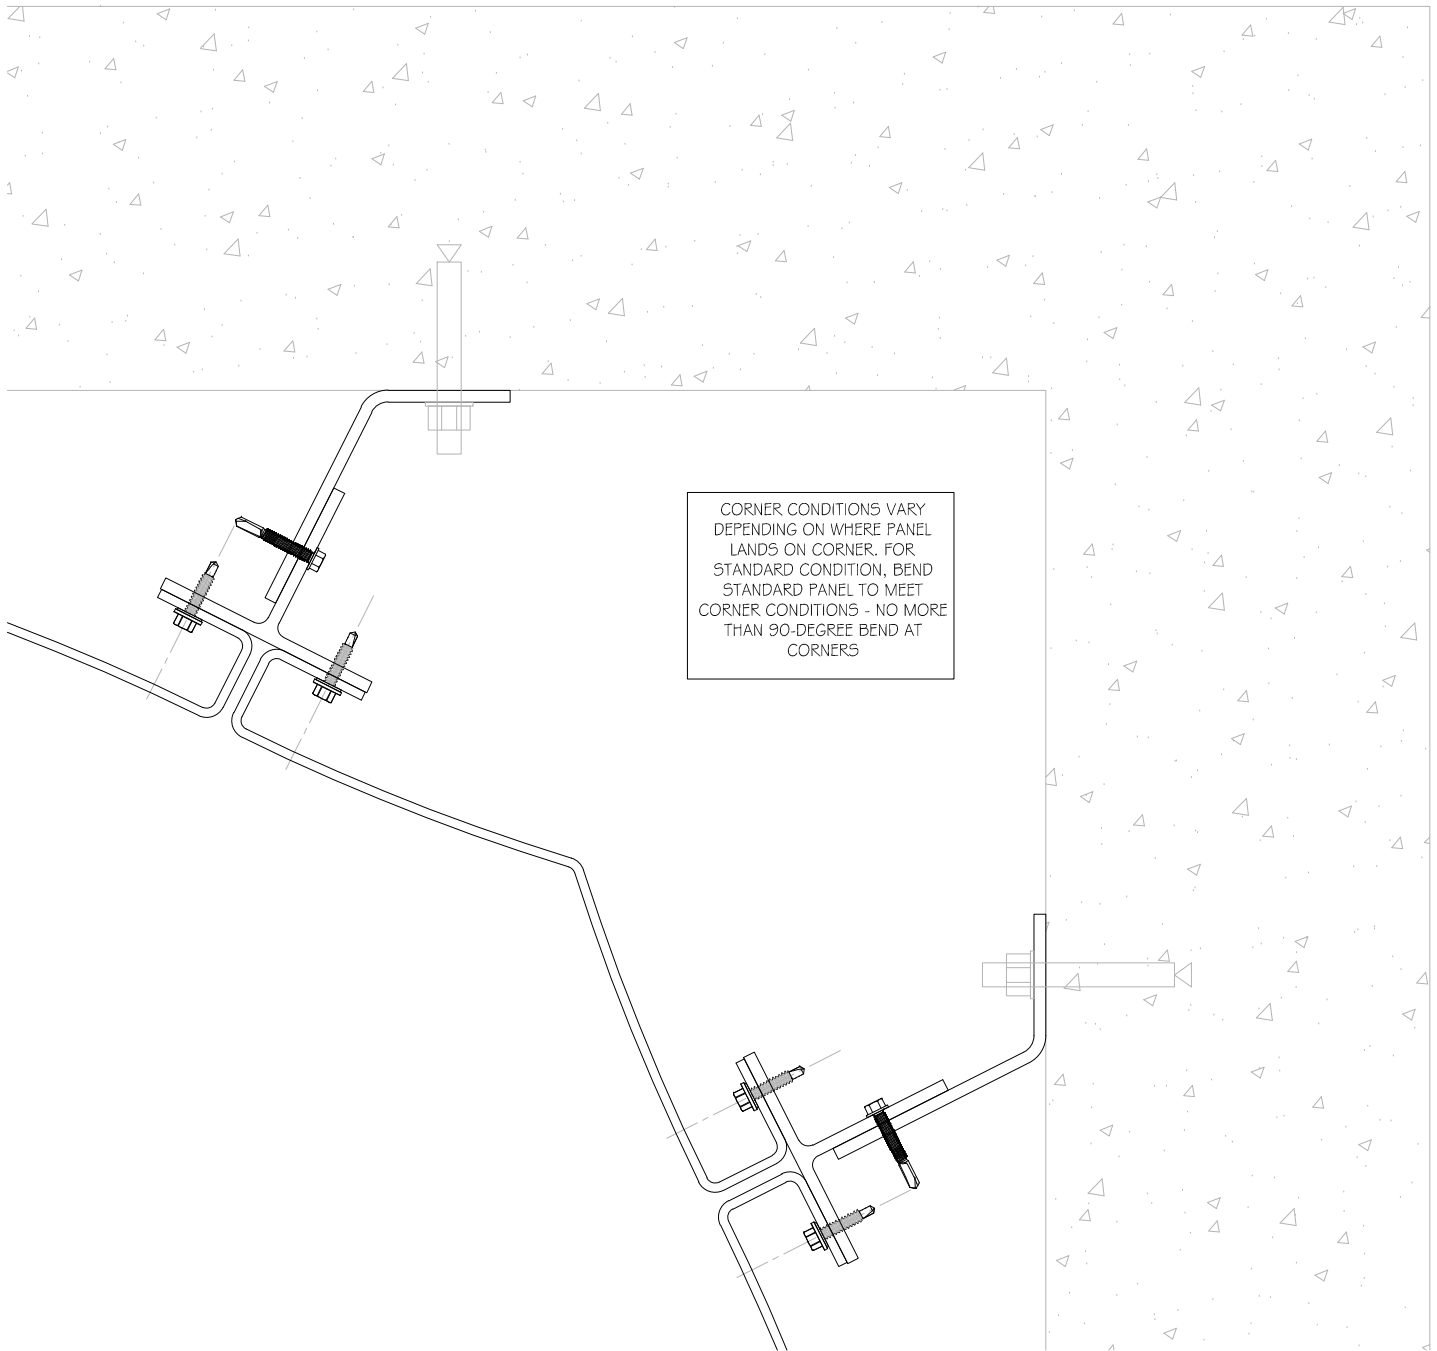 CORNER CONDITIONS VARY
DEPENDING ON WHERE PANEL
LANDS ON CORNER. FOR
STANDARD CONDITION, BEND
STANDARD PANEL TO MEET
CORNER CONDITIONS - NO MORE
THAN 90-DEGREE BEND AT
CORNERS